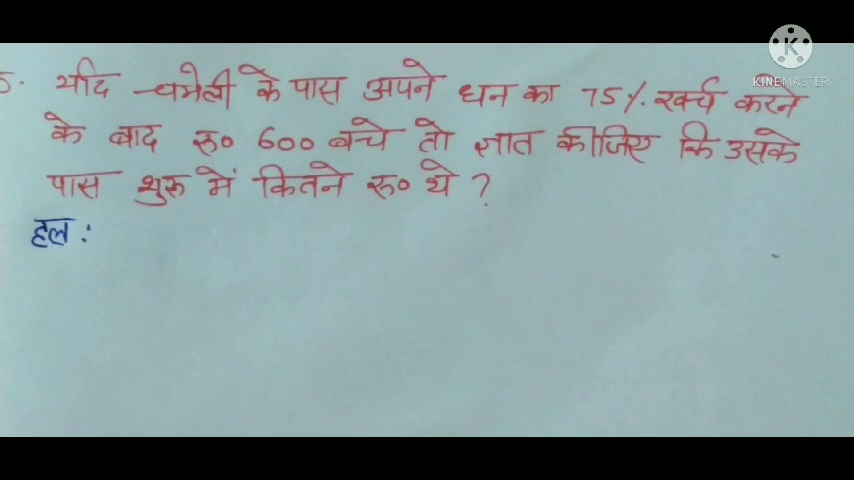 K
KINEMASTER
5. यदि चमेली के पास अपने धन का 75% खर्च करने
के बाद रु० 600 बचे तो ज्ञात कीजिए कि उसके
पास शुरू में कितने रु० थे ?
हल :